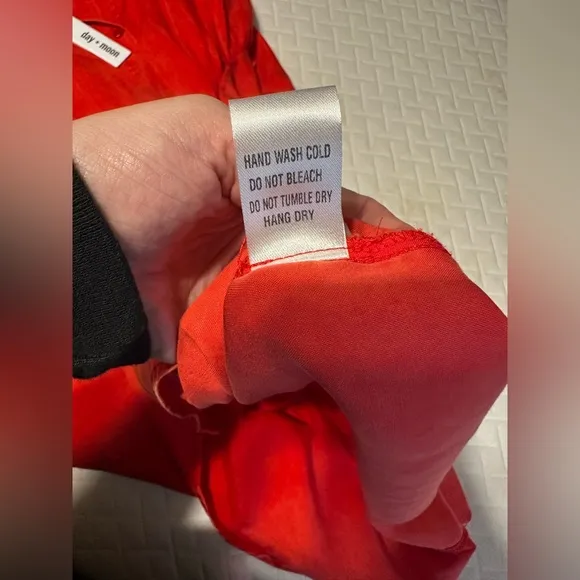 day • moon
HAND WASH COLD
DO NOT BLEACH
DO NOT TUMBLE DRY
HANG DRY